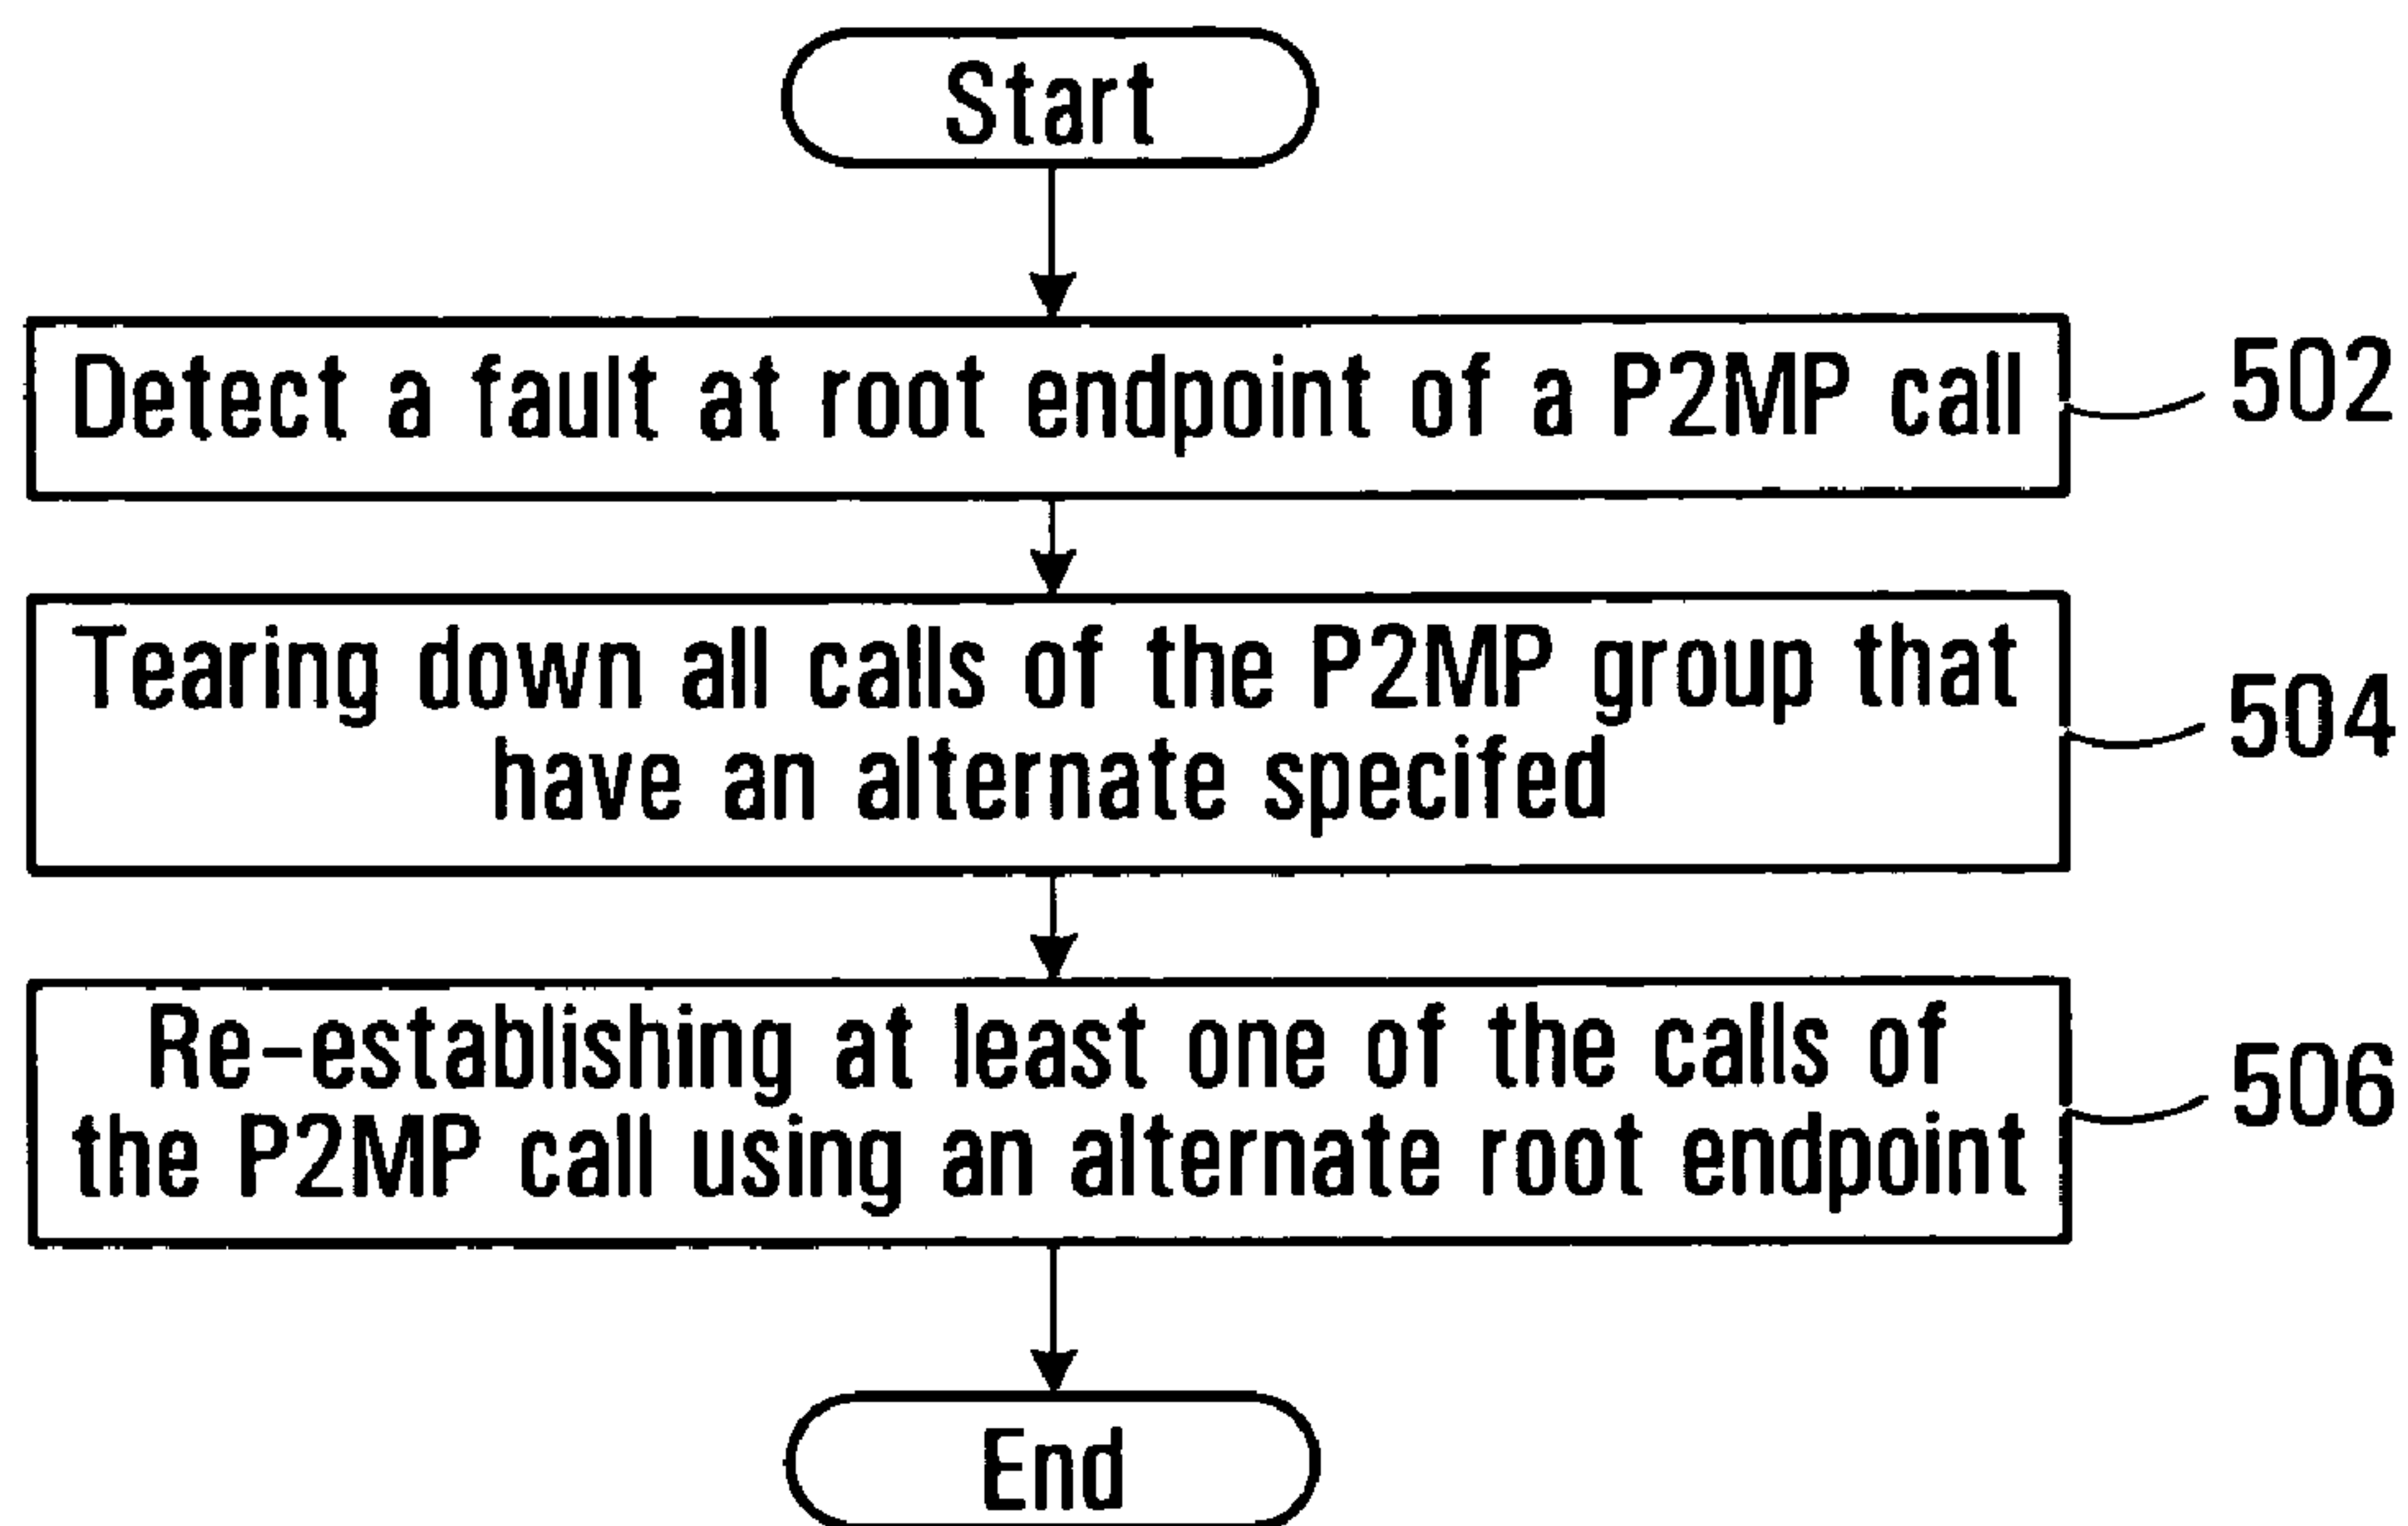 Start
Detect a fault at root endpoint of a P2MP call
502
Tearing down all calls of the P2MP group that
have an alternate specifed
504
Re-establishing at least one of the calls of
the P2MP call using an alternate root endpoint
506
End